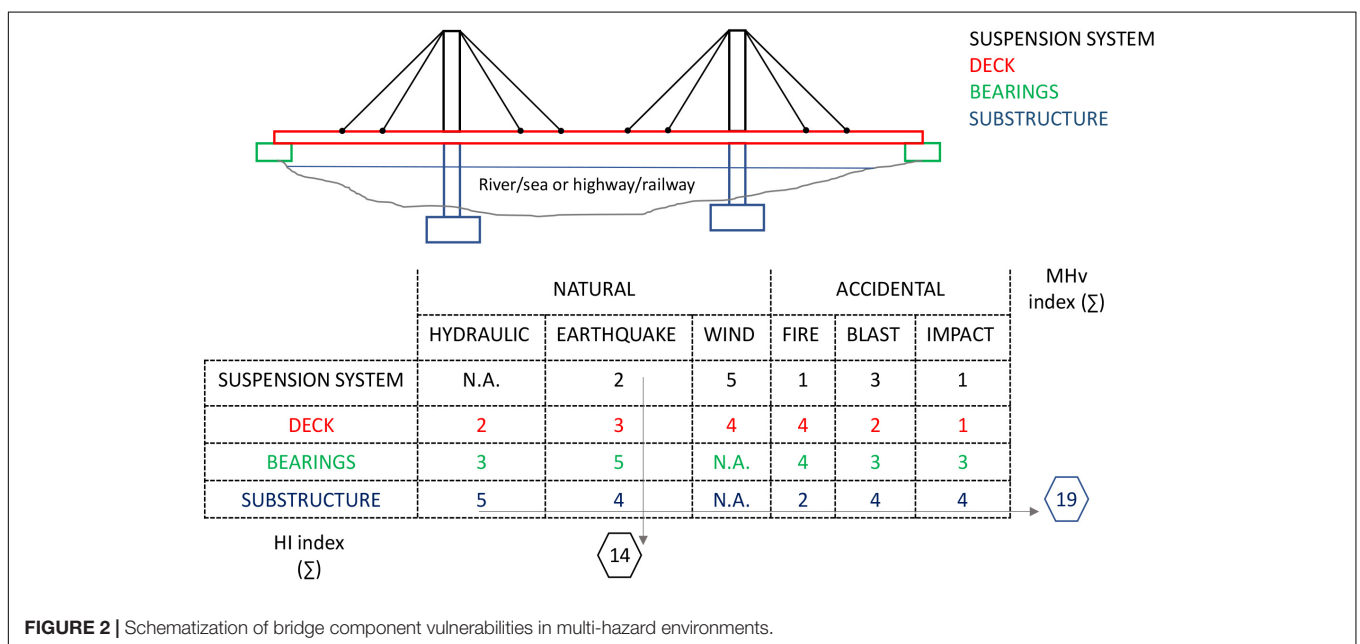 SUSPENSION SYSTEM
DECK
BEARINGS
SUBSTRUCTURE
River/sea or highway/railway
NATURAL ACCIDENTAL MHv
index (∑)
HYDRAULIC EARTHQUAKE WIND FIRE BLAST IMPACT
SUSPENSION SYSTEM N.A. 2 5 1 3 1
DECK 2 3 4 4 2 1
BEARINGS 3 5 N.A. 4 3 3
SUBSTRUCTURE 5 4 N.A. 2 4 4 19
HI index
(∑)
14
FIGURE 2 | Schematization of bridge component vulnerabilities in multi-hazard environments.